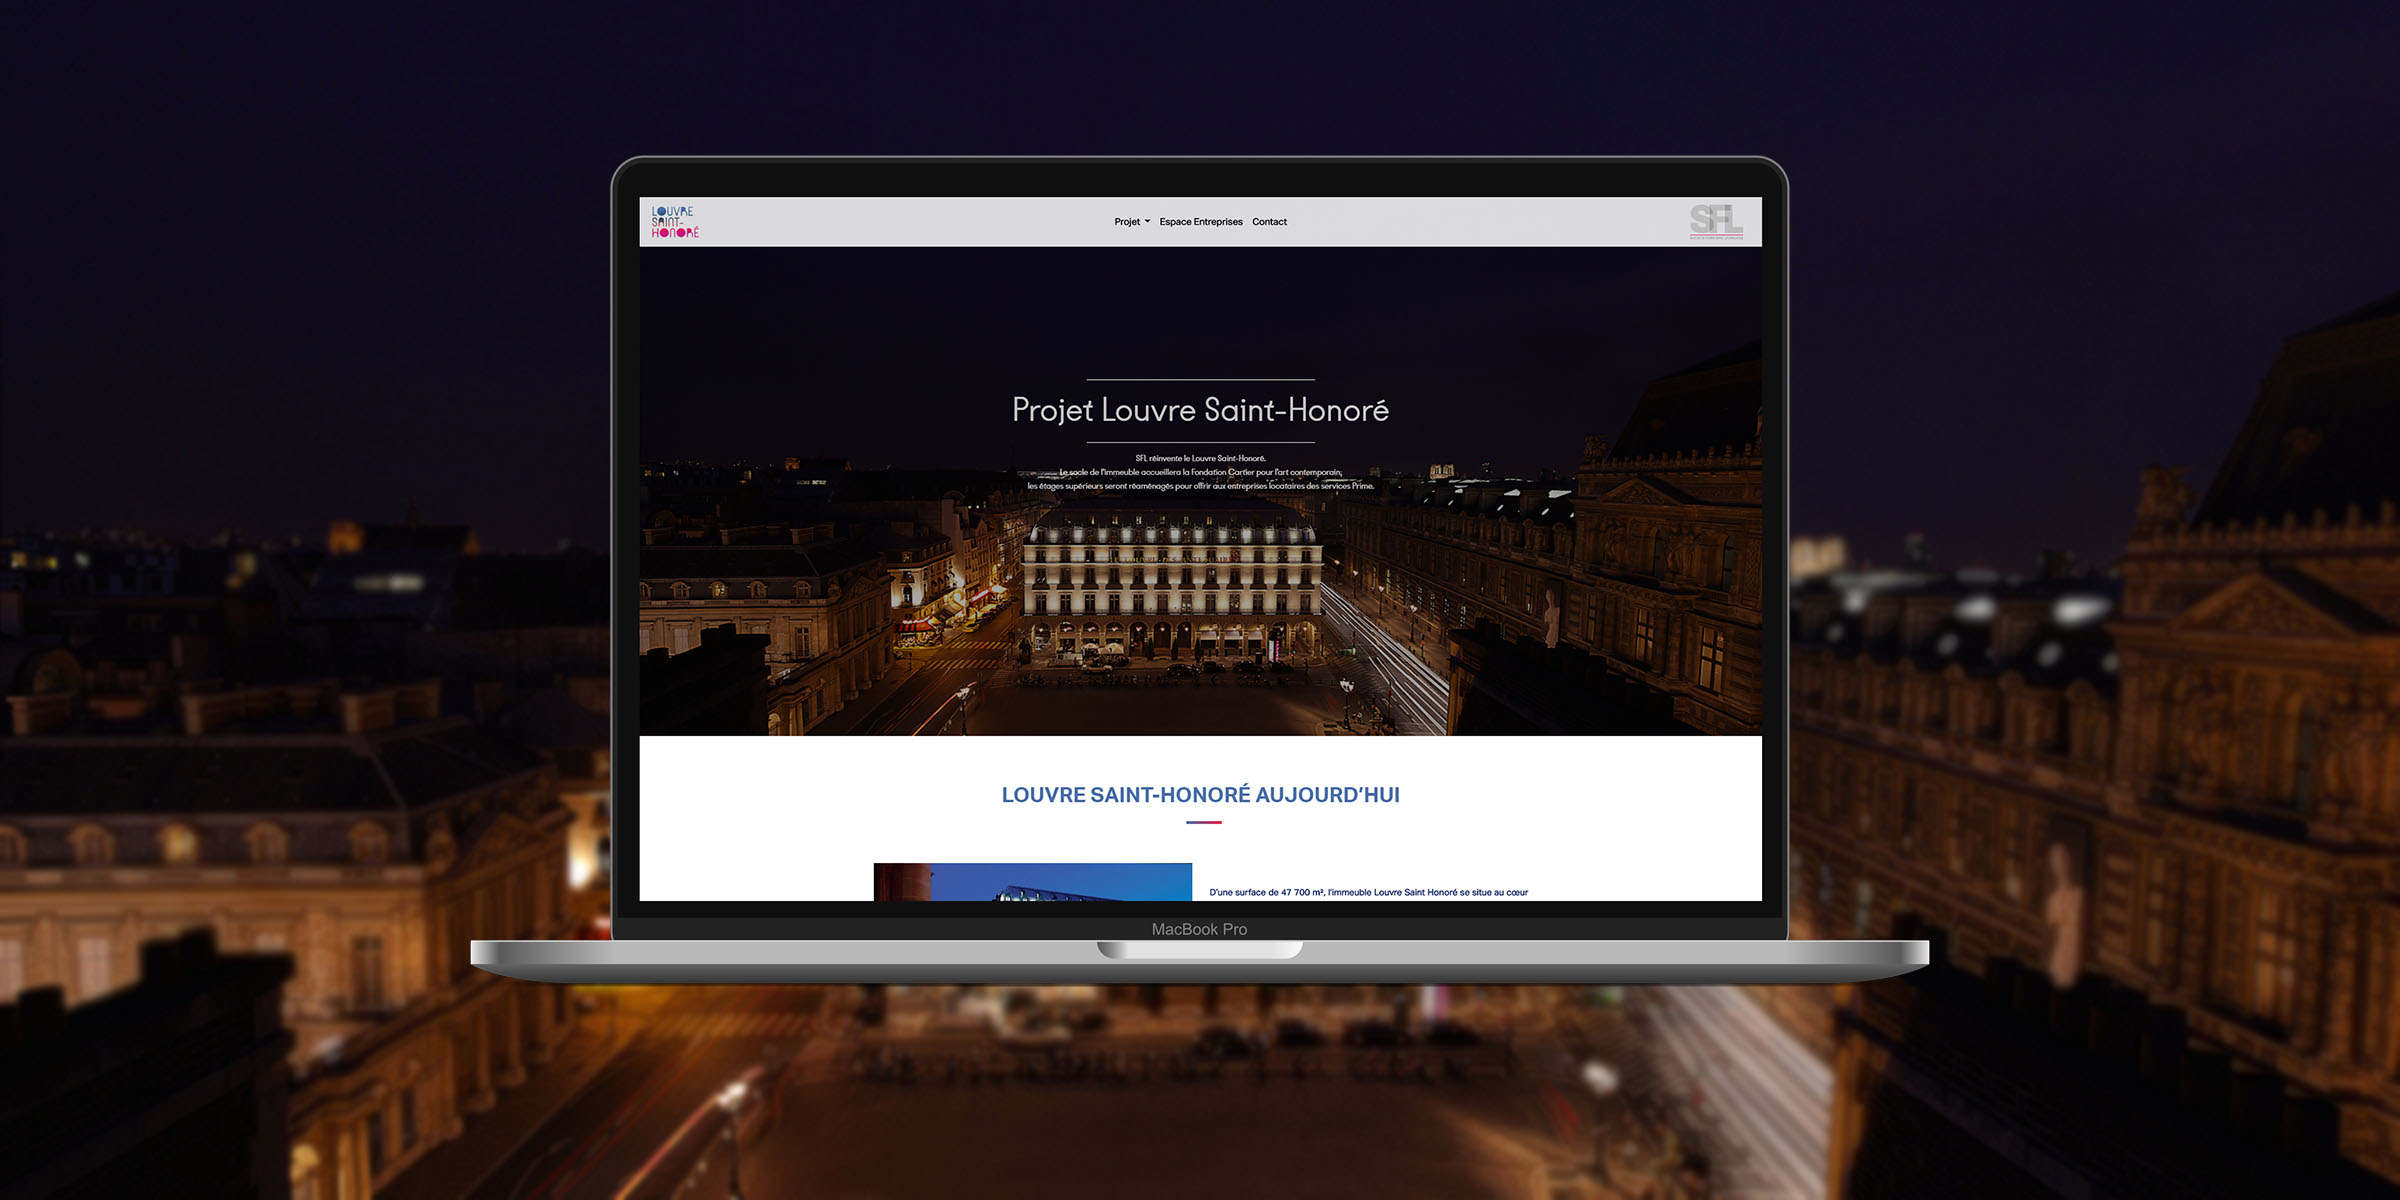 LOUVRE
SAINT-
HONORÉ
Projet
Espace Entreprises
Contact
SFL
Projet Louvre Saint-Honoré
SFL réinvente le Louvre Saint-Honoré.
Le socle de l'immeuble accueillera la Fondation Cartier pour l'art contemporain,
les étages supérieurs seront réaménagés pour offrir aux entreprises locataires des services Prime.
LOUVRE SAINT-HONORÉ AUJOURD'HUI
D'une surface de 47 700 m², l'immeuble Louvre Saint Honoré se situe au cœur
MacBook Pro